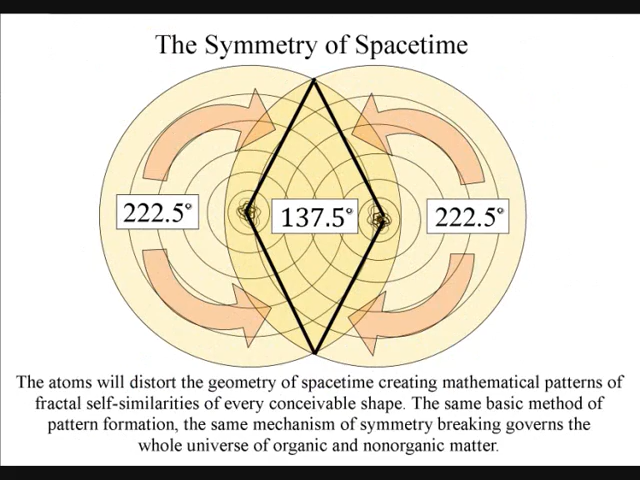 The Symmetry of Spacetime
222.5°
137.5°
222.5°
The atoms will distort the geometry of spacetime creating mathematical patterns of
fractal self-similarities of every conceivable shape. The same basic method of
pattern formation, the same mechanism of symmetry breaking governs the
whole universe of organic and nonorganic matter.